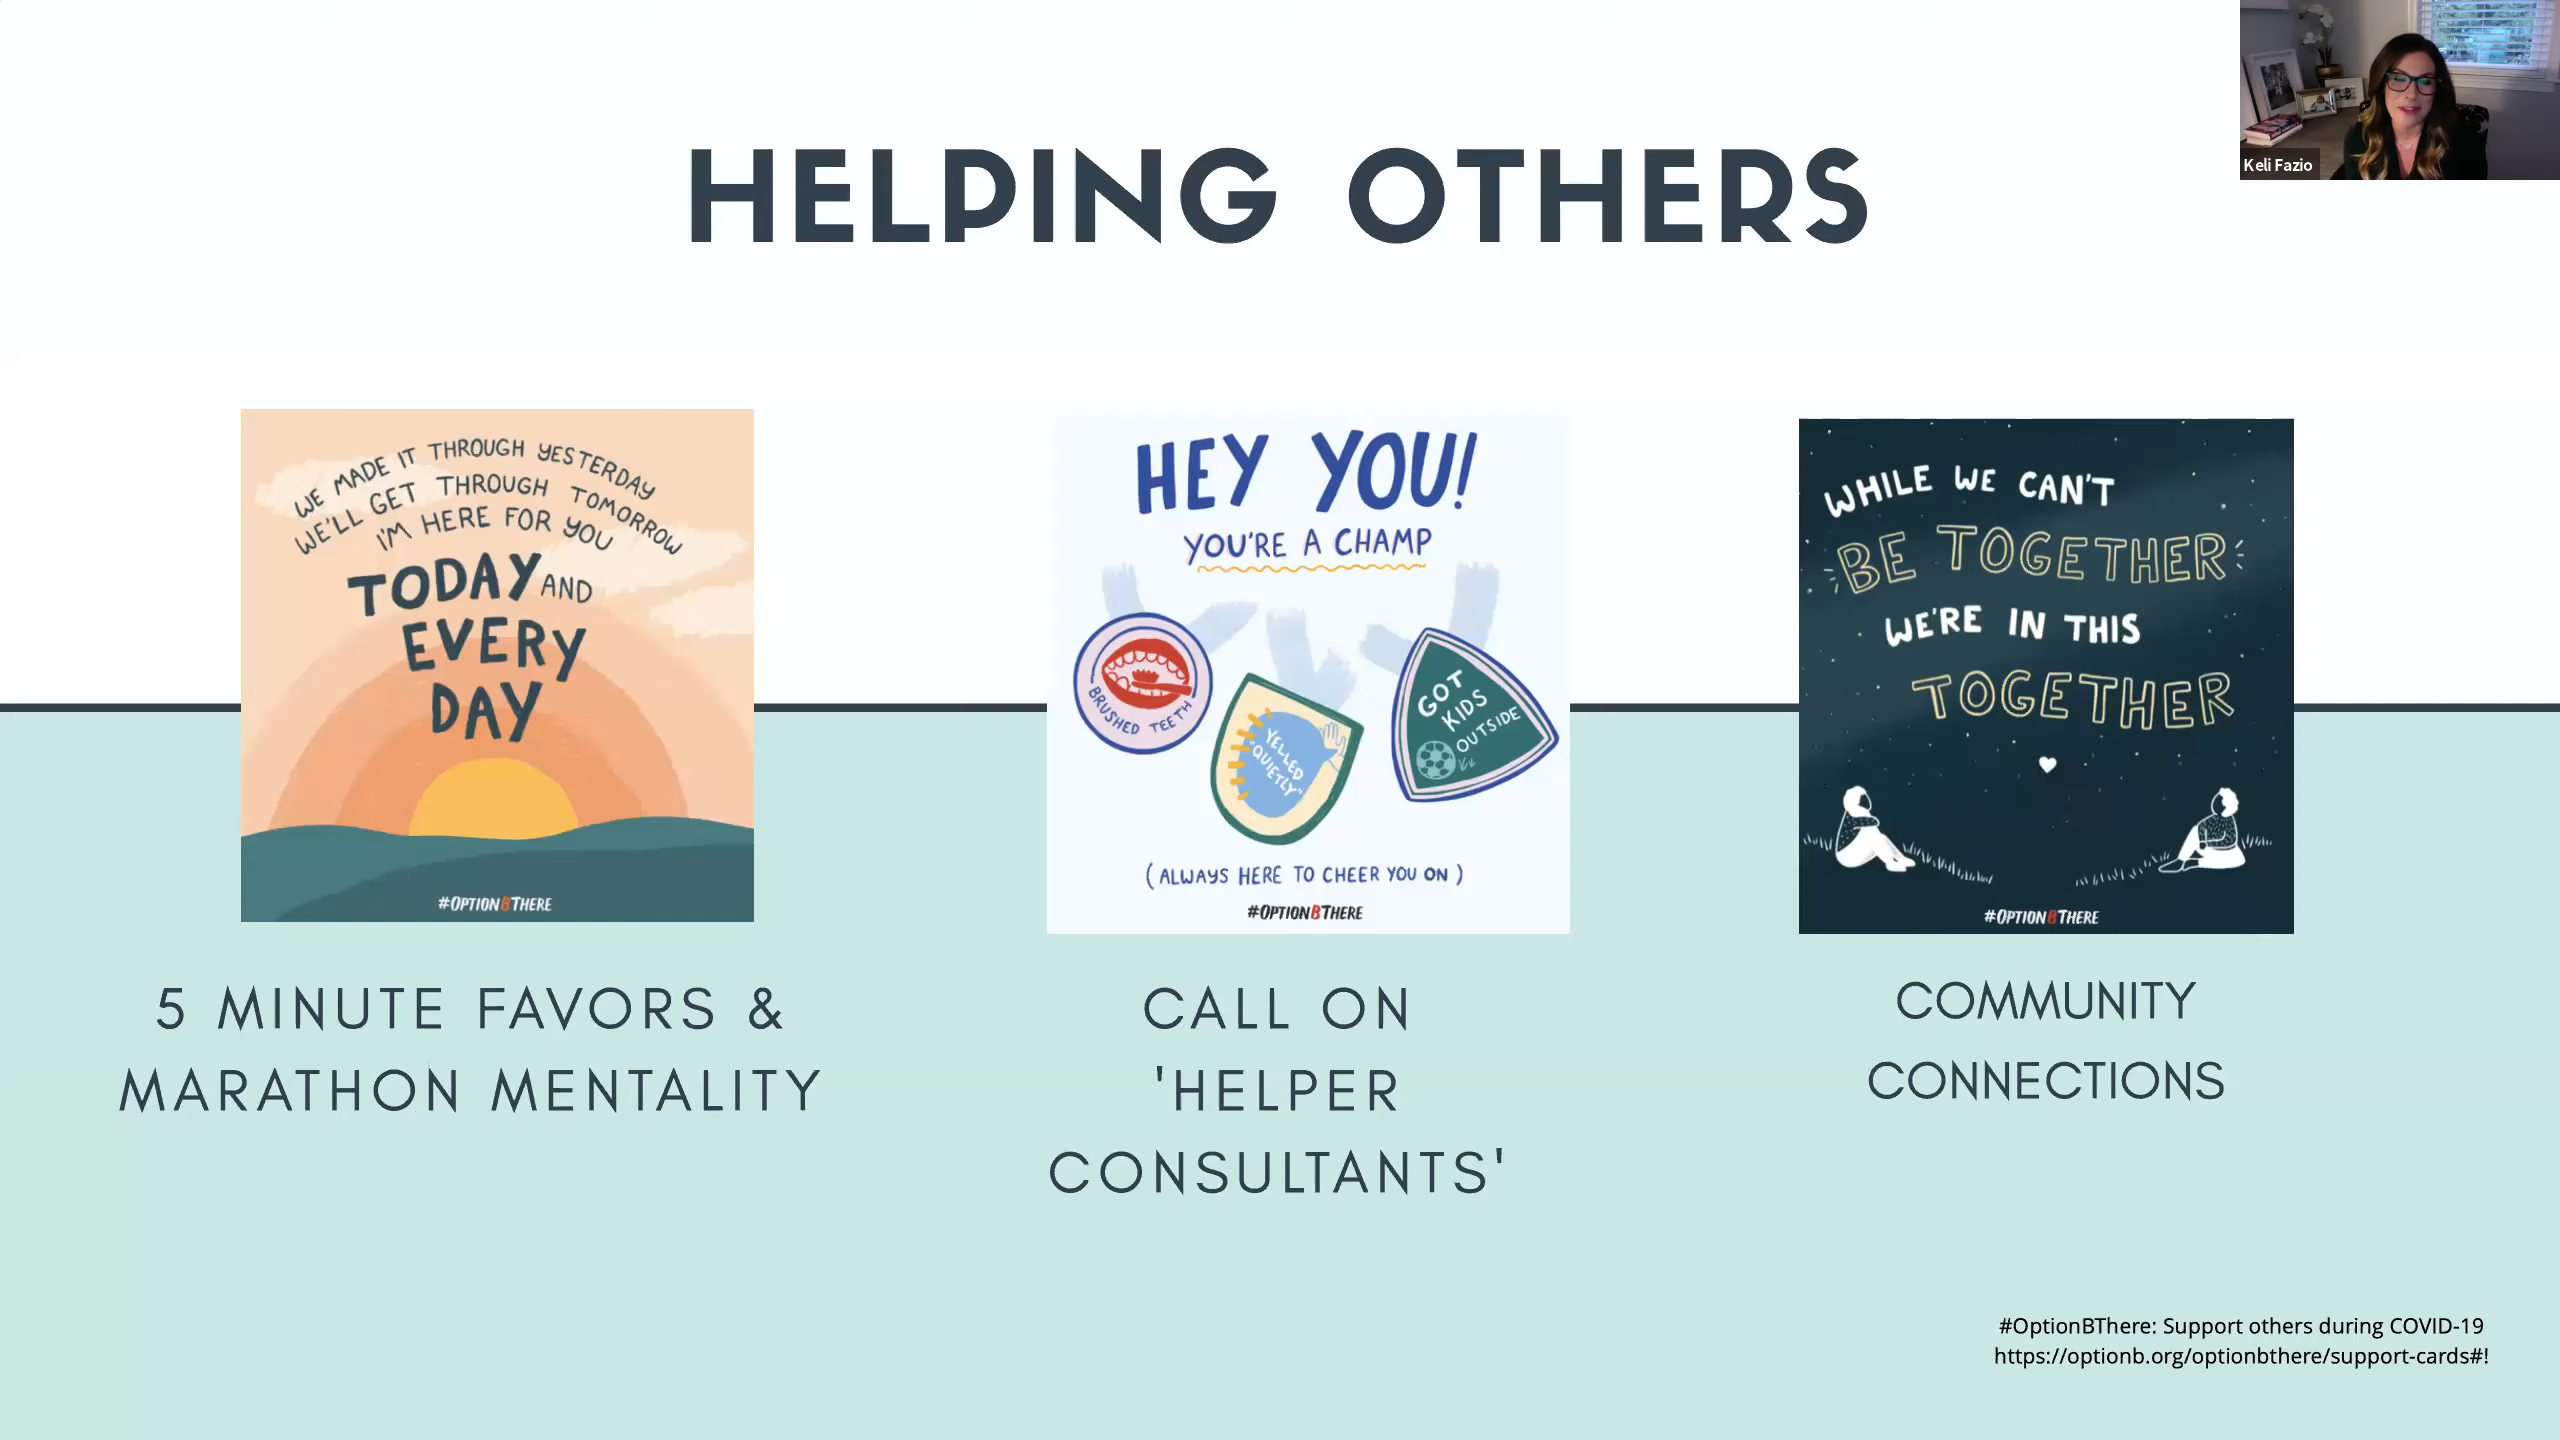 HELPING OTHERS
Keli Fazio
WE MADE IT THROUGH YESTERDAY
WE'LL GET THROUGH TOMORROW
I'M HERE FOR YOU
TODAY AND
EVERY
DAY
#OPTIONBTHERE
5 MINUTE FAVORS &
MARATHON MENTALITY
HEY YOU!
YOU'RE A CHAMP
BRUSHED TEETH
YELLED
"QUIETLY"
GOT
KIDS
OUTSIDE
(ALWAYS HERE TO CHEER YOU ON)
#OPTIONBTHERE
CALL ON
'HELPER
CONSULTANTS'
WHILE WE CAN'T
BE TOGETHER
WE'RE IN THIS
TOGETHER
#OPTIONBTHERE
COMMUNITY
CONNECTIONS
#OptionBThere: Support others during COVID-19
https://optionb.org/optionbthere/support-cards#!